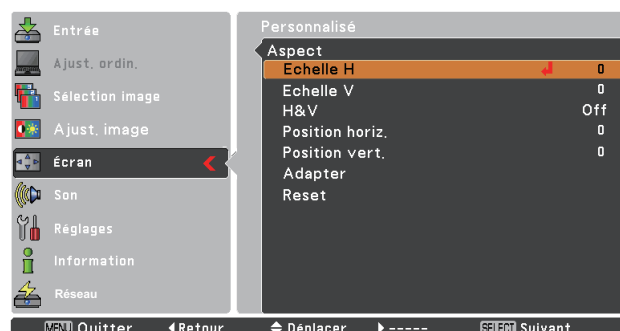 Entrée
Ajust. ordin.
Sélection image
Ajust. image
Écran
Son
Réglages
Information
Réseau
Personnalisé
Aspect
Echelle H 0
Echelle V 0
H&V Off
Position horiz. 0
Position vert. 0
Adapter
Reset
MENU Quitter Retour Déplacer ----- SELECT Suivant